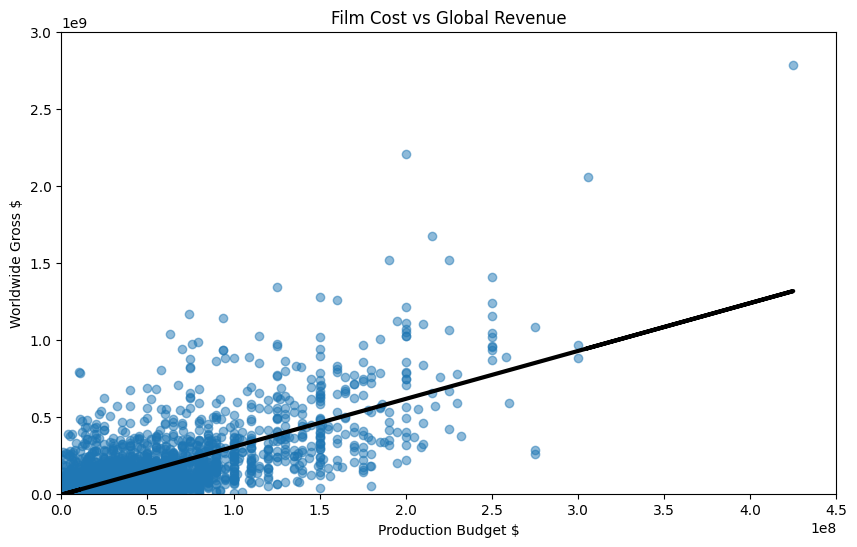 Film Cost vs Global Revenue
1e9
3.0
2.5
2.0
1.5
1.0
0.5
0.0
Worldwide Gross $
0.0 0.5 1.0 1.5 2.0 2.5 3.0 3.5 4.0 4.5
1e8
Production Budget $